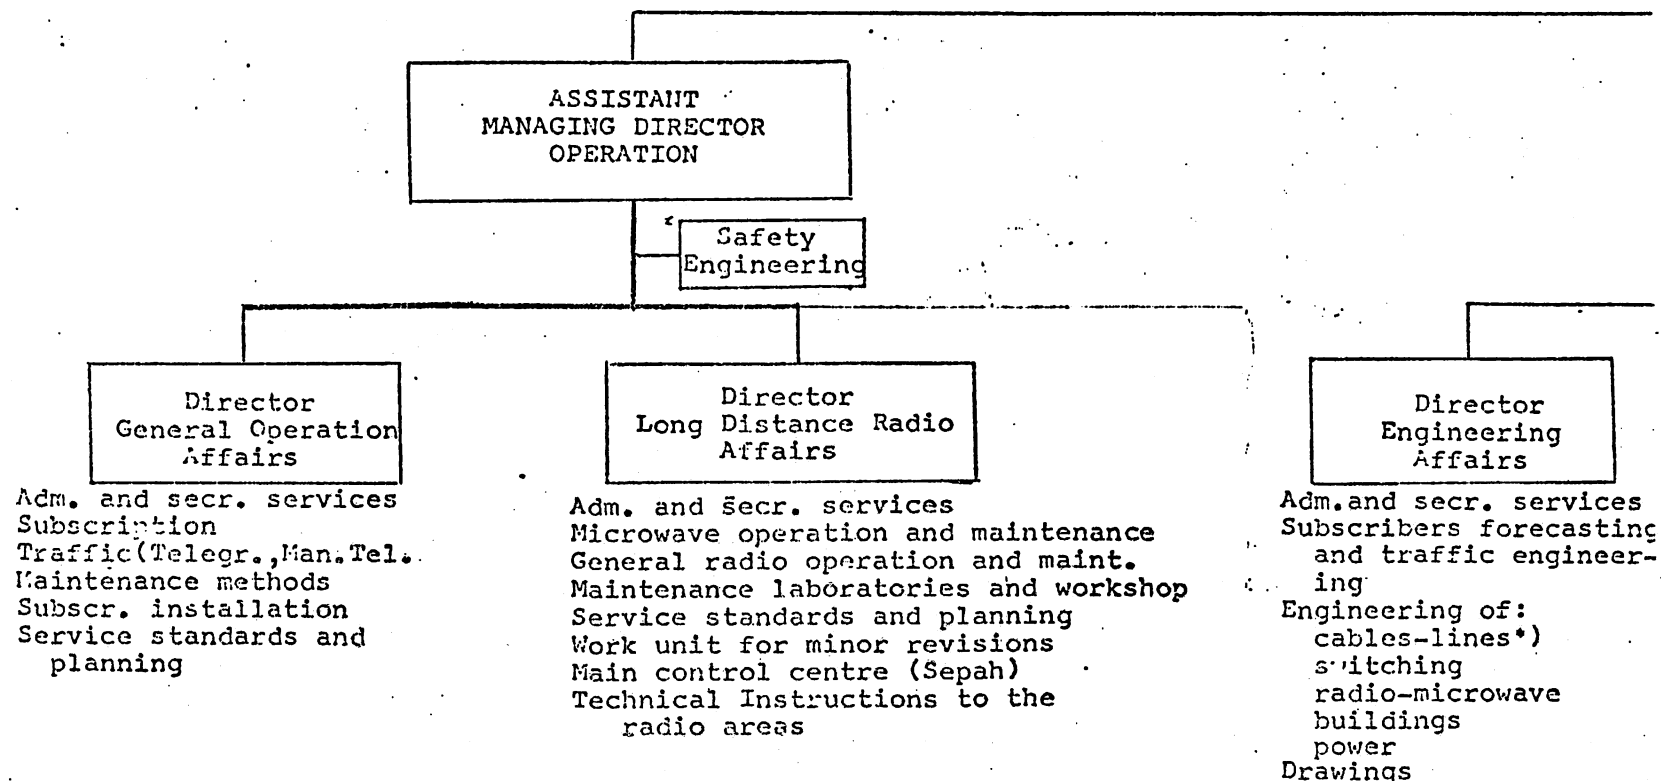 ASSISTANT
MANAGING DIRECTOR
OPERATION
Safety
Engineering
Director
General Operation
Affairs
Adm. and secr. services
Subscription
Traffic(Telegr.,Man.Tel.
Maintenance methods
Subscr. installation
Service standards and
planning
Director
Long Distance Radio
Affairs
Adm. and secr. services
Microwave operation and maintenance
General radio operation and maint.
Maintenance laboratories and workshop
Service standards and planning
Work unit for minor revisions
Main control centre (Sepah)
Technical Instructions to the
radio areas
Director
Engineering
Affairs
Adm.and secr. services
Subscribers forecasting
and traffic engineer-
ing
Engineering of:
cables-lines*)
switching
radio-microwave
buildings
power
Drawings